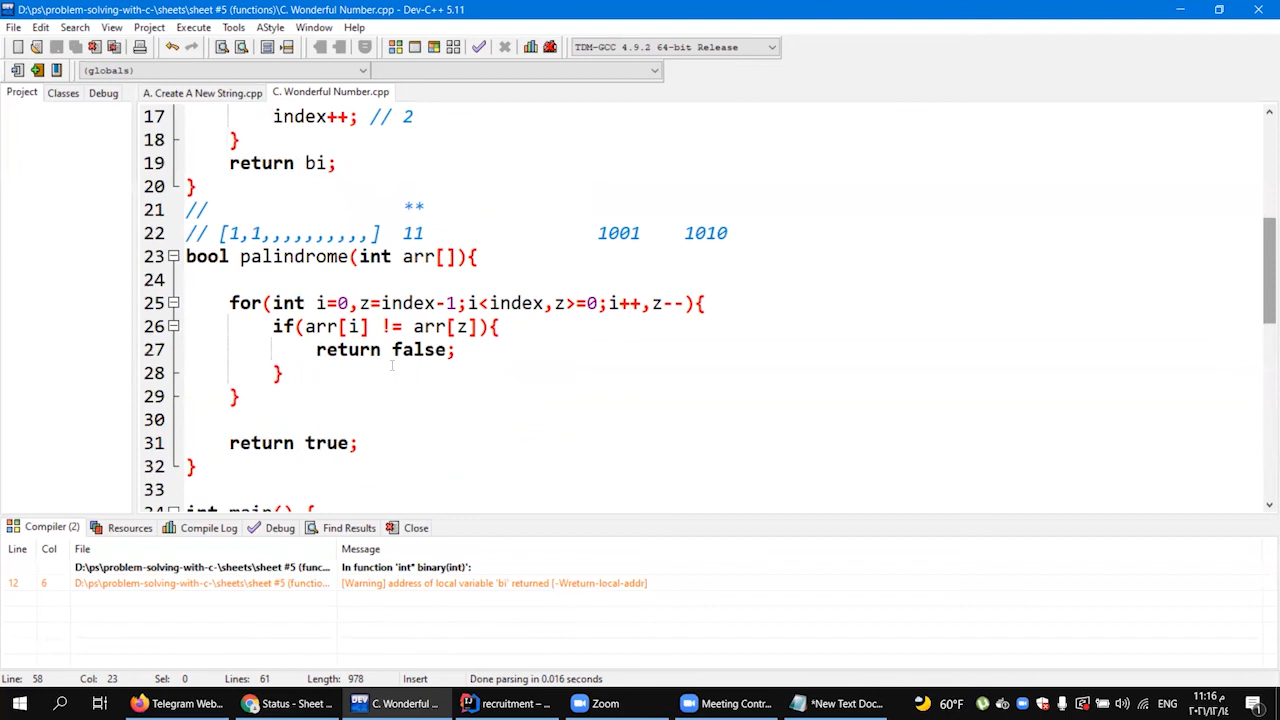 D:\ps\problem-solving-with-c-\sheets\sheet #5 (functions)\C. Wonderful Number.cpp - Dev-C++ 5.11
File Edit Search View Project Execute Tools AStyle Window Help
TDM-GCC 4.9.2 64-bit Release
(globals)
Project Classes Debug A. Create A New String.cpp C. Wonderful Number.cpp
17 index++; // 2
18 }
19 return bi;
20 }
21 // **
22 // [1,1,,,,,,,,,,] 11 1001 1010
23 bool palindrome(int arr[]){
24
25 for(int i=0,z=index-1;i<index,z>=0;i++,z--){
26 if(arr[i] != arr[z]){
27 return false;
28 }
29 }
30
31 return true;
32 }
33
34 int main() {
Compiler (2) Resources Compile Log Debug Find Results Close
Line Col File Message
D:\ps\problem-solving-with-c-\sheets\sheet #5 (func... In function 'int* binary(int)':
12 6 D:\ps\problem-solving-with-c-\sheets\sheet #5 (functio... [Warning] address of local variable 'bi' returned [-Wreturn-local-addr]
Line: 58 Col: 23 Sel: 0 Lines: 61 Length: 978 Insert Done parsing in 0.016 seconds
Telegram Web... Status - Sheet ... C. Wonderful ... recruitment – ... Zoom Meeting Contr... *New Text Doc... 60°F ENG ١١:١٦ م